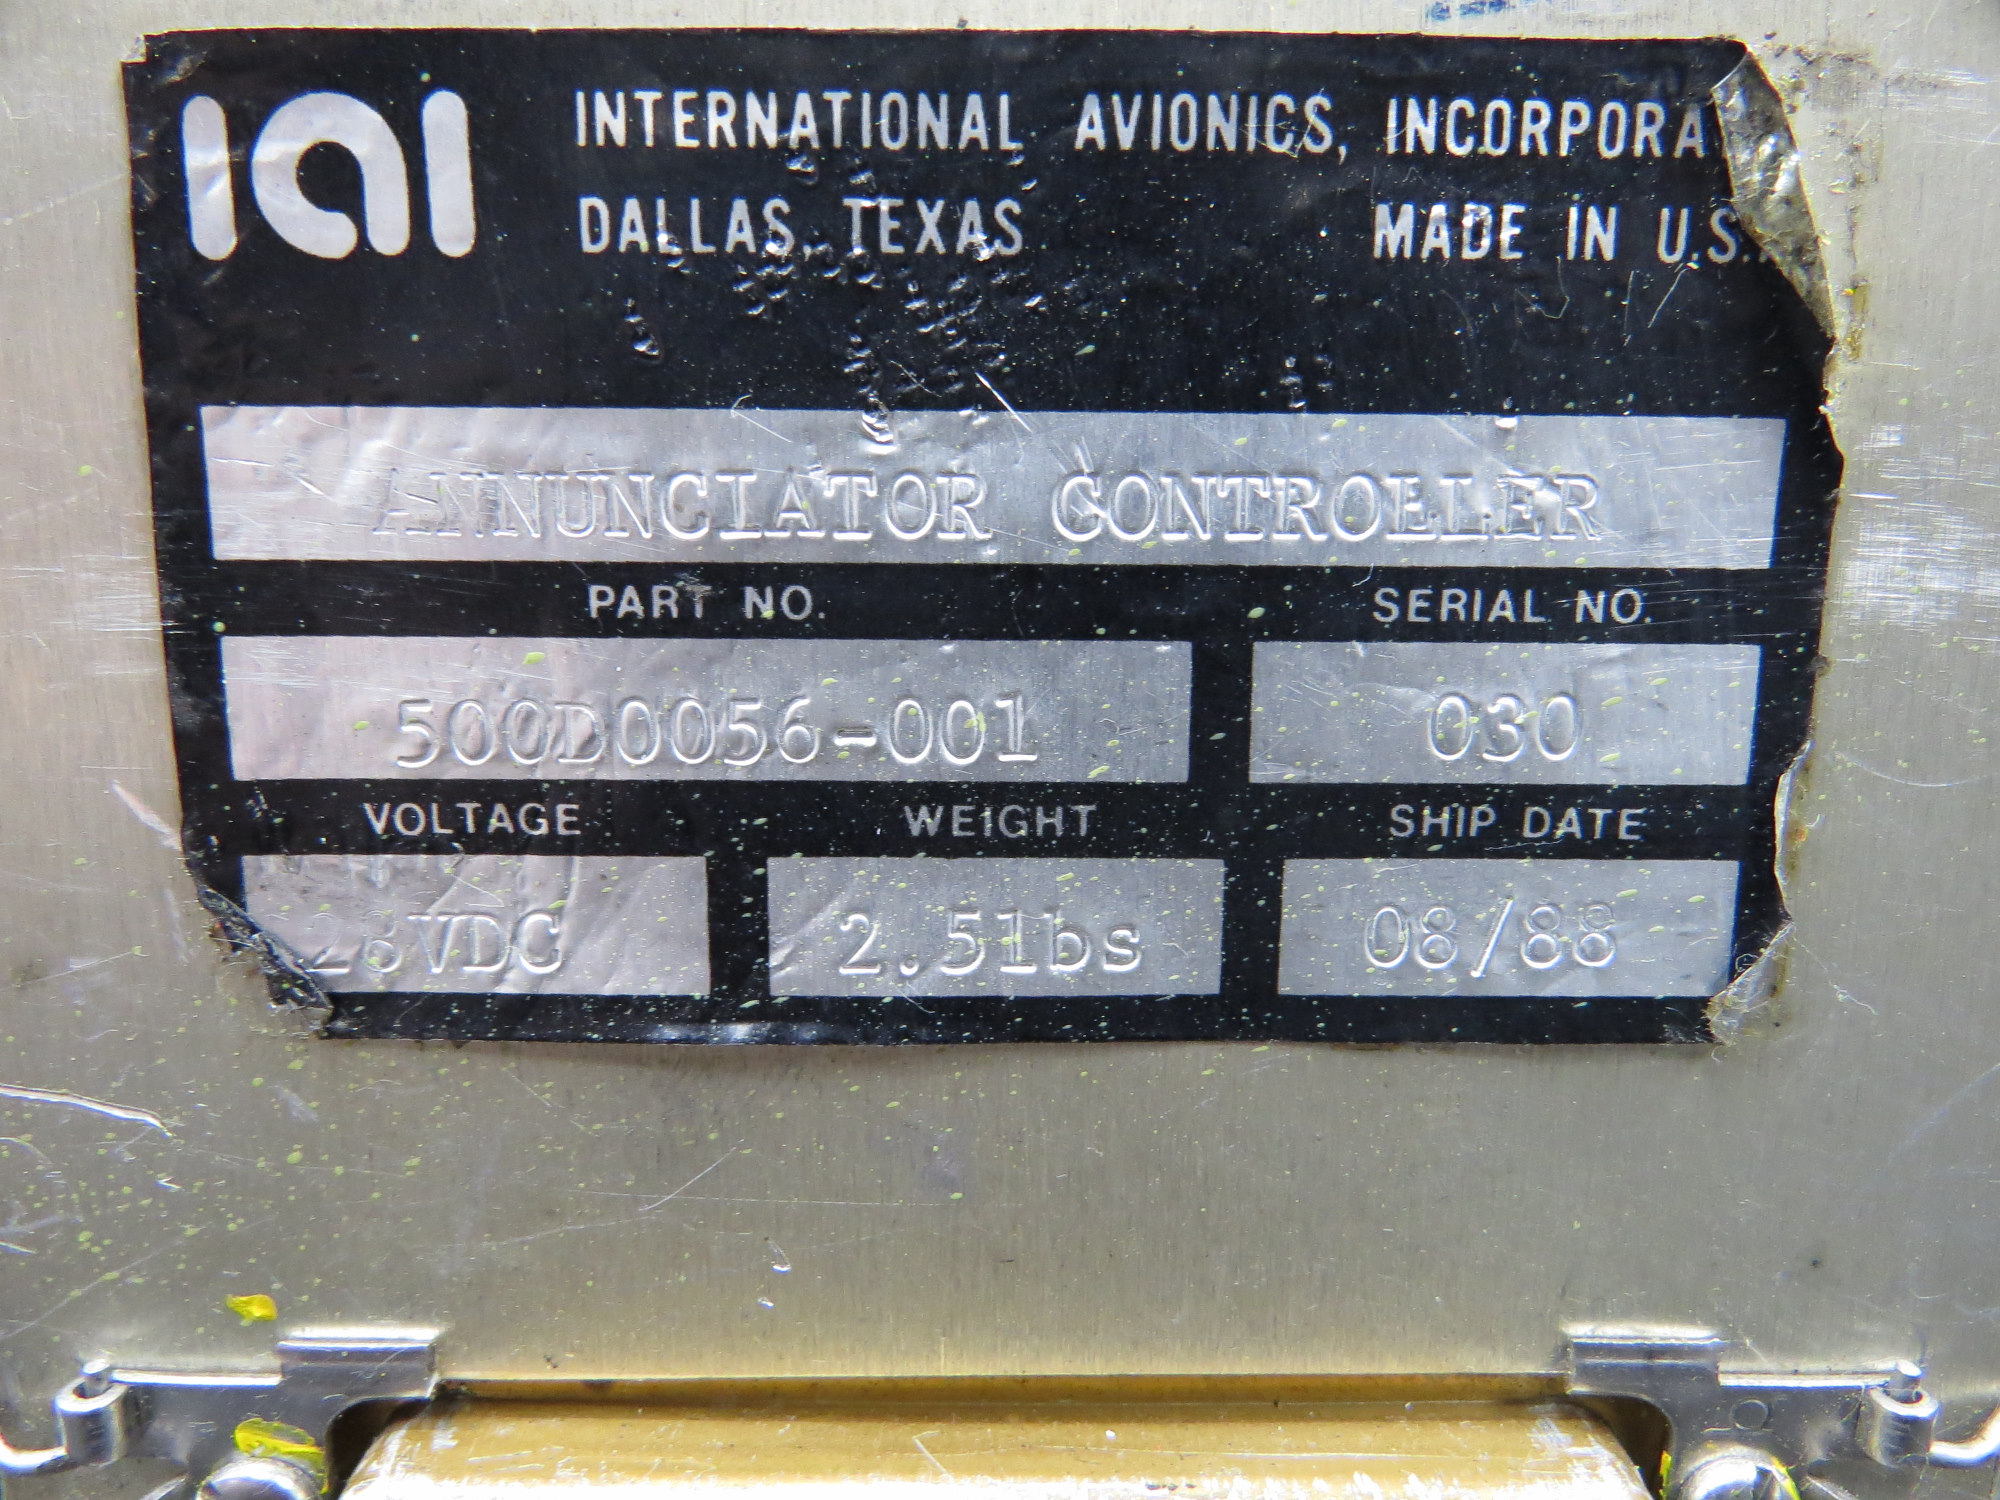 iai INTERNATIONAL AVIONICS, INCORPORA
DALLAS, TEXAS MADE IN U.S.
ANNUNCIATOR CONTROLLER
PART NO. SERIAL NO.
500D0056-001 030
VOLTAGE WEIGHT SHIP DATE
28VDC 2.5lbs 08/88